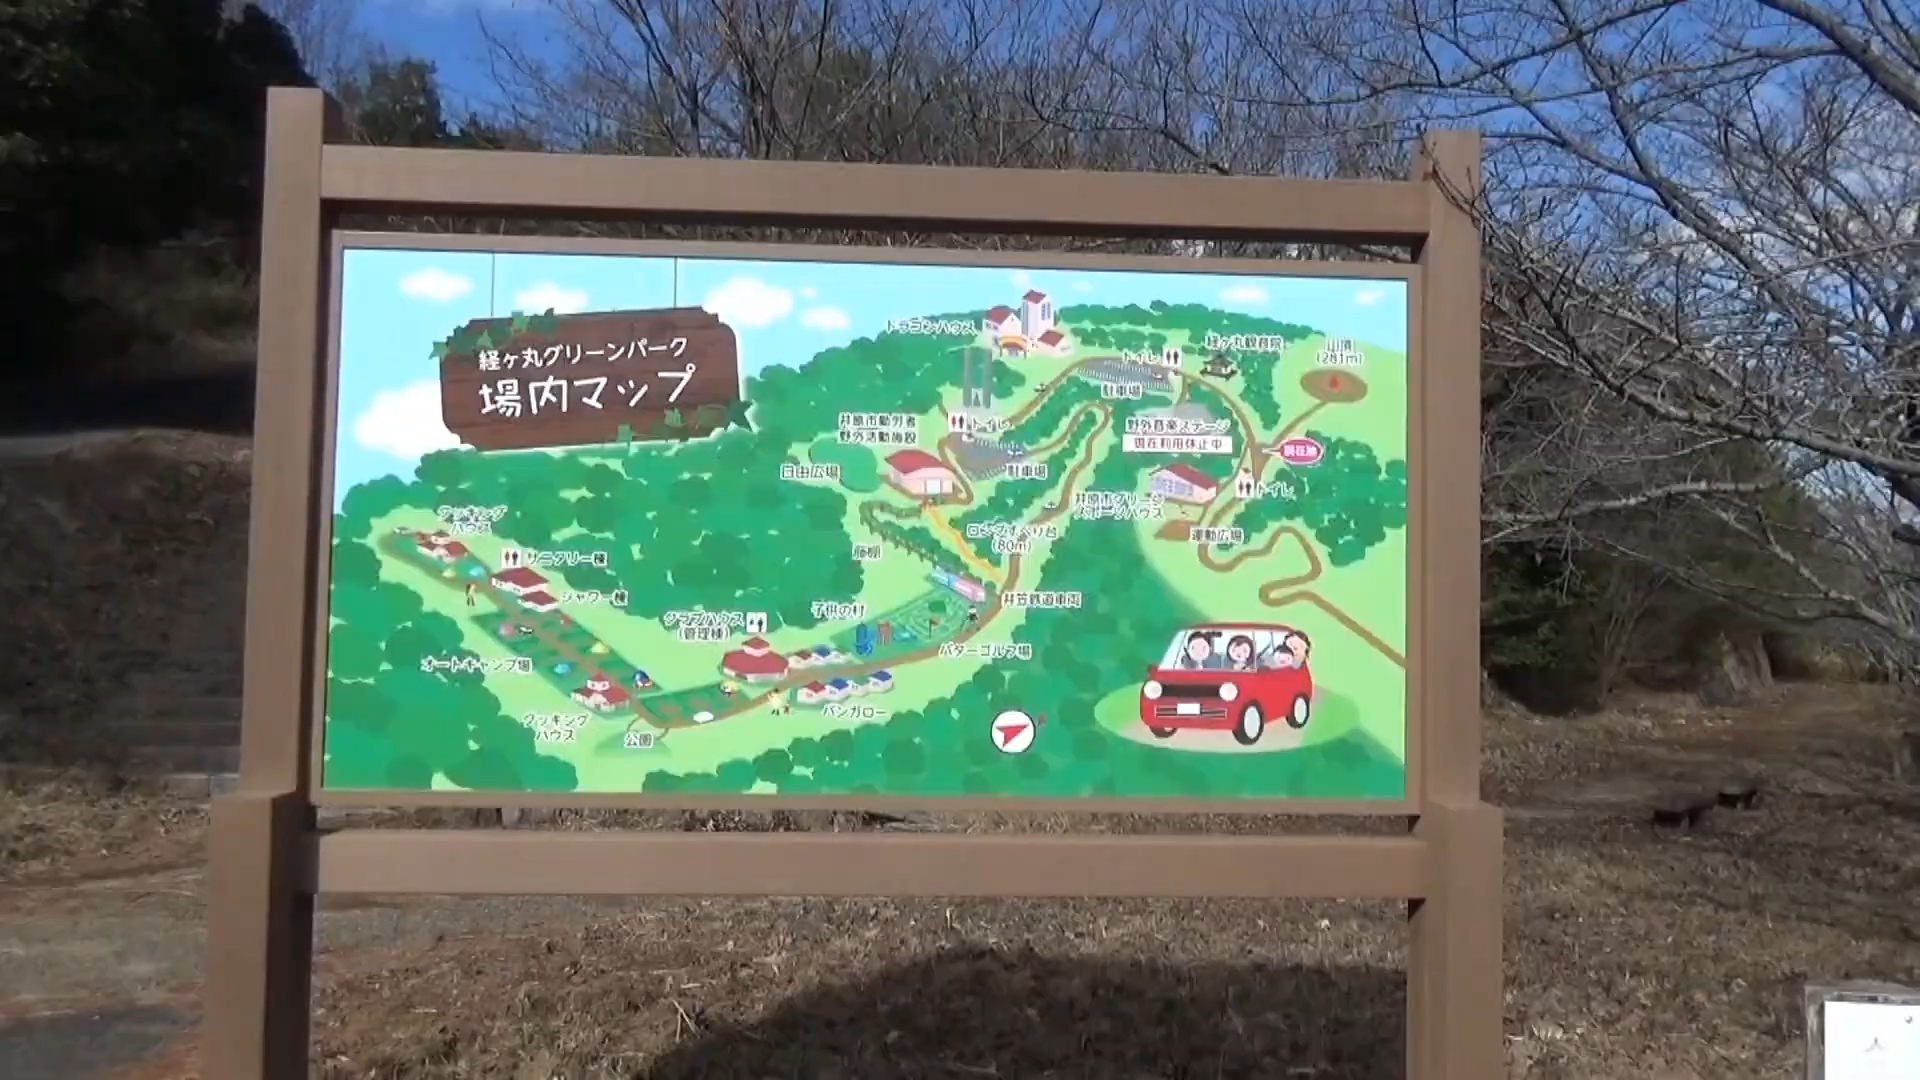 経ヶ丸グリーンパーク
場内マップ
ドラゴンハウス
トイレ
経ヶ丸観音院
山頂
(281m)
駐車場
井原市勤労者
野外活動施設
トイレ
野外音楽ステージ
現在利用休止中
現在地
自由広場
駐車場
井原市グリーン
スポーツハウス
トイレ
クッキング
ハウス
ロングすべり台
(80m)
運動広場
サニタリー棟
藤棚
シャワー棟
クラブハウス
(管理棟)
子供の村
井笠鉄道車両
オートキャンプ場
パターゴルフ場
クッキング
ハウス
公園
バンガロー